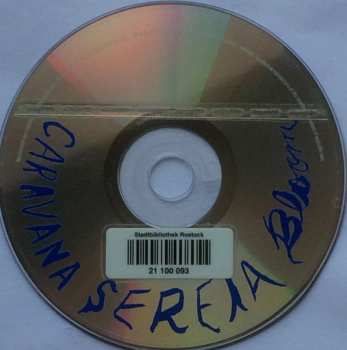 CARAVANA SEREIA Bloom
Stadtbibliothek Rostock
21 100 093